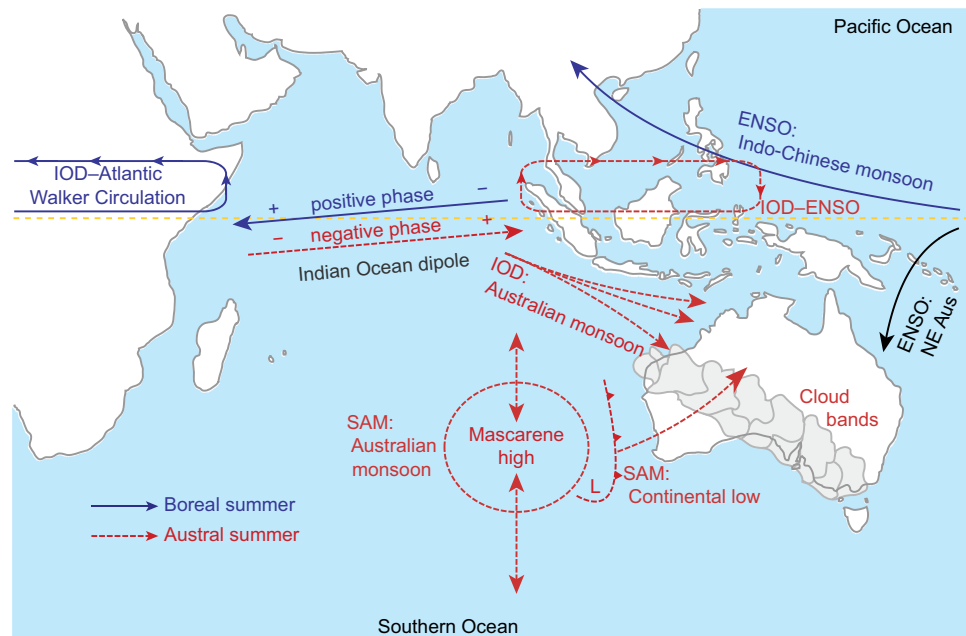 Pacific Ocean
ENSO:
Indo-Chinese monsoon
IOD–Atlantic
Walker Circulation
IOD–ENSO
+ positive phase –
– negative phase +
Indian Ocean dipole
IOD:
Australian monsoon
ENSO:
NE Aus
SAM:
Australian
monsoon
Mascarene
high
Cloud
bands
L
SAM:
Continental low
Boreal summer
Austral summer
Southern Ocean